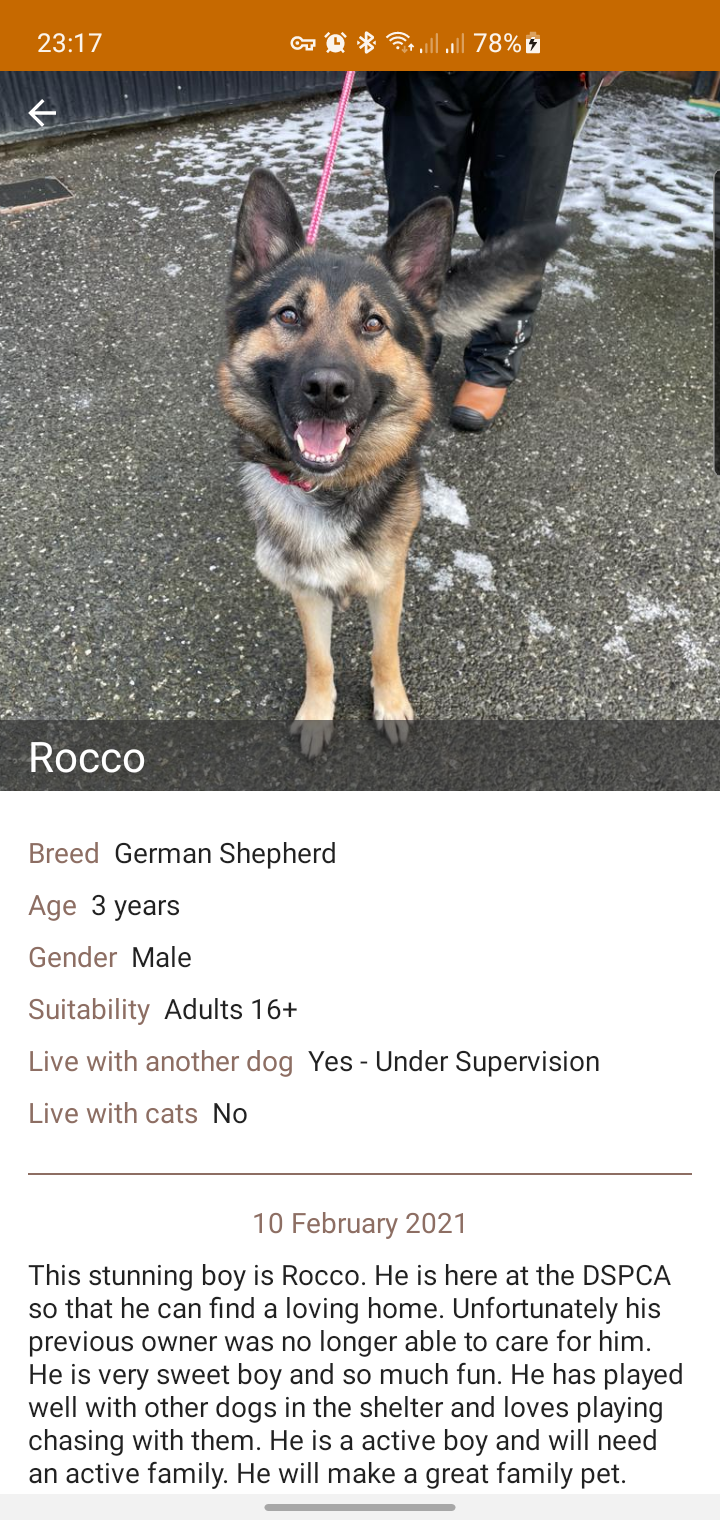 23:17 78%
Rocco
Breed German Shepherd
Age 3 years
Gender Male
Suitability Adults 16+
Live with another dog Yes - Under Supervision
Live with cats No
10 February 2021
This stunning boy is Rocco. He is here at the DSPCA
so that he can find a loving home. Unfortunately his
previous owner was no longer able to care for him.
He is very sweet boy and so much fun. He has played
well with other dogs in the shelter and loves playing
chasing with them. He is a active boy and will need
an active family. He will make a great family pet.